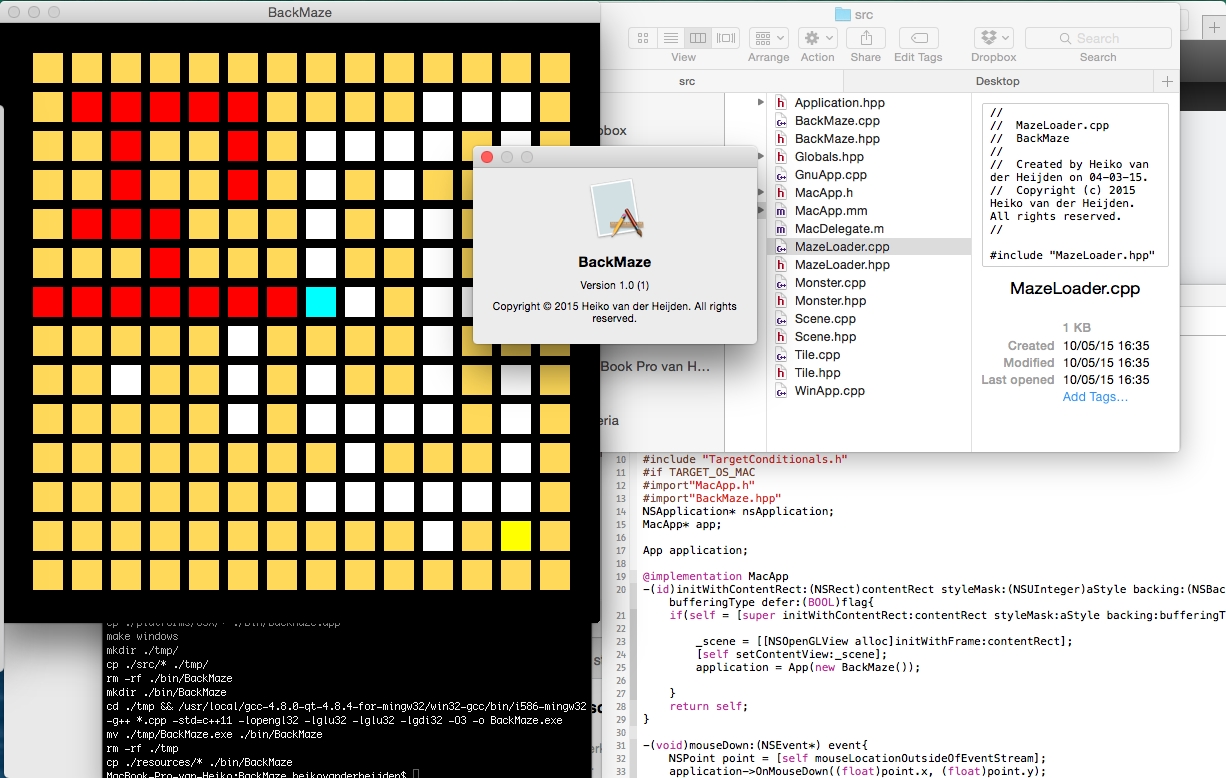 BackMaze
src
Search
View
Arrange
Action
Share
Edit Tags
Dropbox
Search
src
Desktop
Application.hpp
BackMaze.cpp
BackMaze.hpp
Globals.hpp
GnuApp.cpp
MacApp.h
MacApp.mm
MacDelegate.m
MazeLoader.cpp
MazeLoader.hpp
Monster.cpp
Monster.hpp
Scene.cpp
Scene.hpp
Tile.cpp
Tile.hpp
WinApp.cpp
//
// MazeLoader.cpp
// BackMaze
//
// Created by Heiko van
der Heijden on 04-03-15.
// Copyright (c) 2015
Heiko van der Heijden.
All rights reserved.
//
#include "MazeLoader.hpp"
MazeLoader.cpp
1 KB
Created 10/05/15 16:35
Modified 10/05/15 16:35
Last opened 10/05/15 16:35
Add Tags...
BackMaze
Version 1.0 (1)
Copyright © 2015 Heiko van der Heijden. All rights
reserved.
Book Pro van H...
make windows
mkdir ./tmp/
cp ./src/* ./tmp/
rm -rf ./bin/BackMaze
mkdir ./bin/BackMaze
cd ./tmp && /usr/local/gcc-4.8.0-qt-4.8.4-for-mingw32/win32-gcc/bin/i586-mingw32
-g++ *.cpp -std=c++11 -lopengl32 -lglu32 -lglu32 -lgdi32 -O3 -o BackMaze.exe
mv ./tmp/BackMaze.exe ./bin/BackMaze
rm -rf ./tmp
cp ./resources/* ./bin/BackMaze
MacBook-Pro-van-Heiko:BackMaze heikovanderheijden$
10 #include "TargetConditionals.h"
11 #if TARGET_OS_MAC
12 #import"MacApp.h"
13 #import"BackMaze.hpp"
14 NSApplication* nsApplication;
15 MacApp* app;
16
17 App application;
18
19 @implementation MacApp
20 -(id)initWithContentRect:(NSRect)contentRect styleMask:(NSUInteger)aStyle backing:(NSBac
bufferingType defer:(BOOL)flag{
21 if(self = [super initWithContentRect:contentRect styleMask:aStyle backing:bufferingT
22
23 _scene = [[NSOpenGLView alloc]initWithFrame:contentRect];
24 [self setContentView:_scene];
25 application = App(new BackMaze());
26
27 }
28 return self;
29 }
30
31 -(void)mouseDown:(NSEvent*) event{
32 NSPoint point = [self mouseLocationOutsideOfEventStream];
33 application->OnMouseDown((float)point.x, (float)point.y);